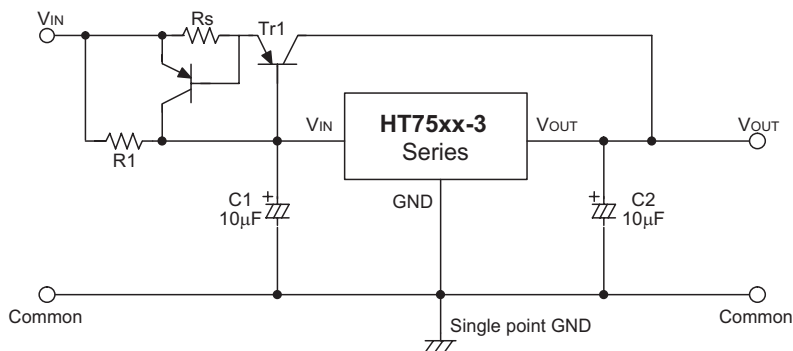 VIN
Rs
Tr1
R1
VIN
HT75xx-3
Series
VOUT
VOUT
GND
+
C1
10μF
+
C2
10μF
Common
Single point GND
Common